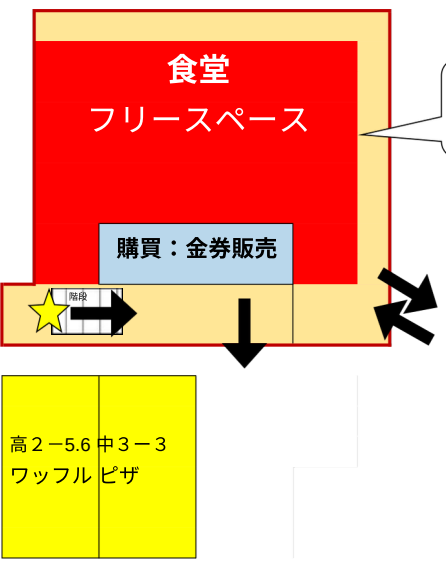 食堂
フリースペース
購買：金券販売
階段
高２－5.6 中３ー３
ワッフル ピザ